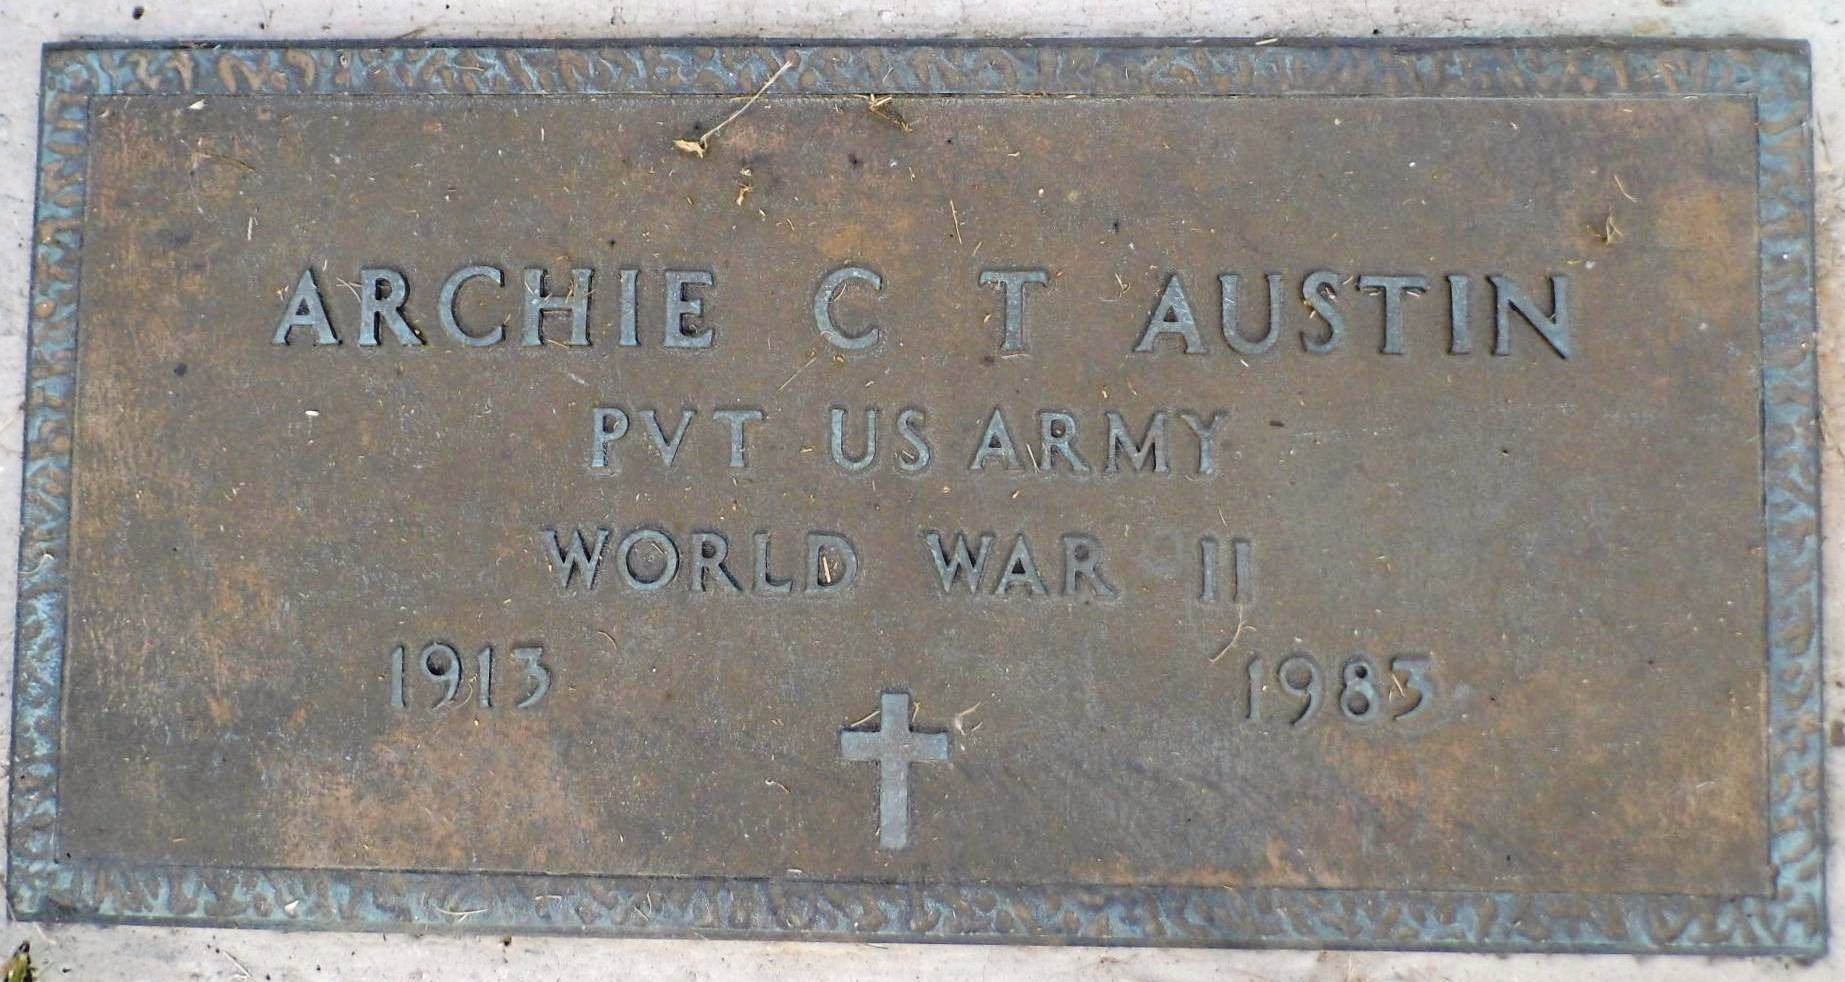 ARCHIE C T AUSTIN
PVT US ARMY
WORLD WAR II
1913 1983